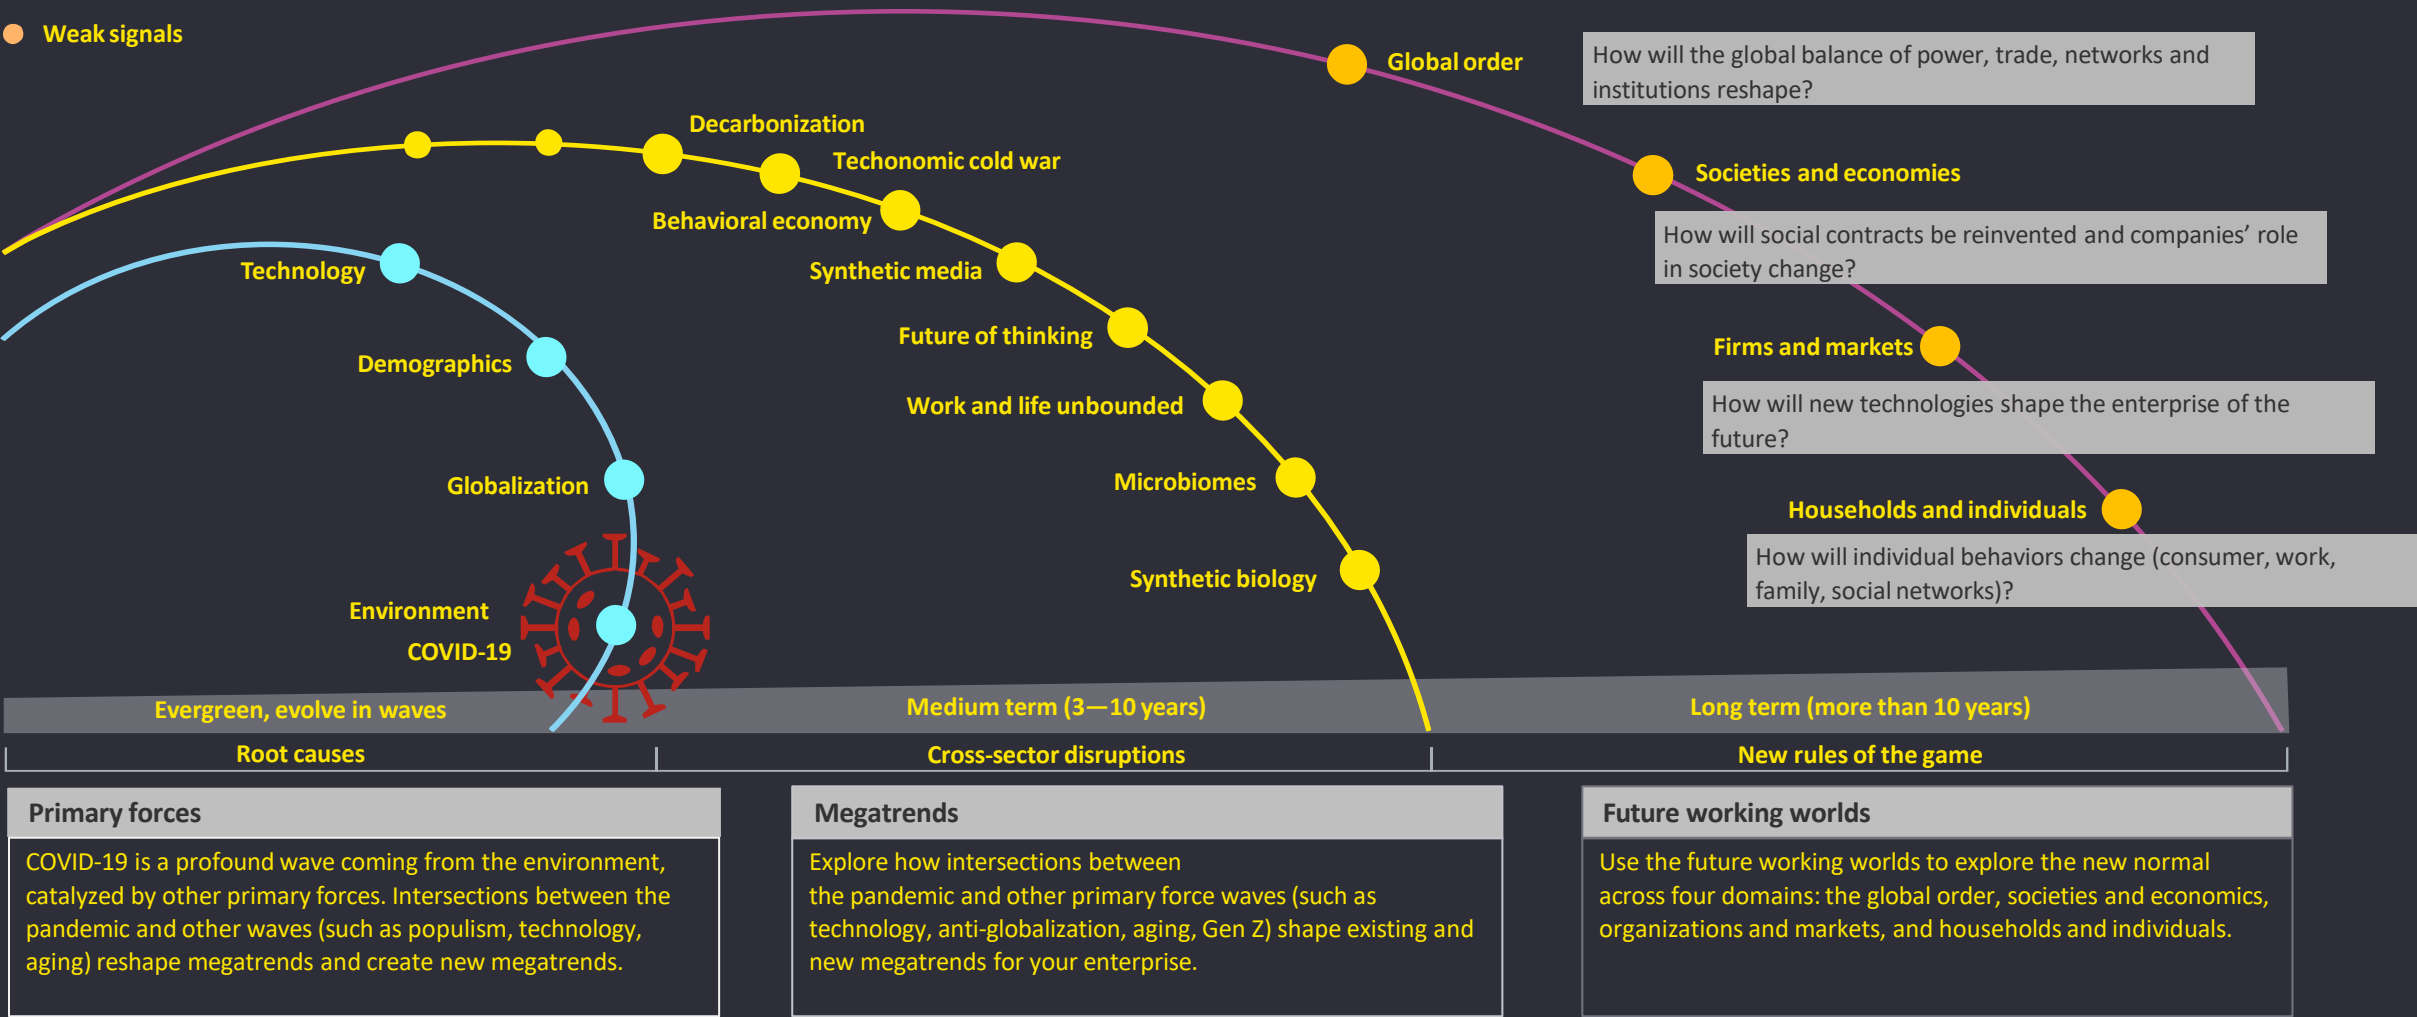 Weak signals
Global order
How will the global balance of power, trade, networks and
institutions reshape?
Decarbonization
Techonomic cold war
Societies and economies
Behavioral economy
How will social contracts be reinvented and companies’ role
in society change?
Technology
Synthetic media
Future of thinking
Firms and markets
Demographics
How will new technologies shape the enterprise of the
future?
Work and life unbounded
Globalization
Microbiomes
Households and individuals
How will individual behaviors change (consumer, work,
family, social networks)?
Synthetic biology
Environment
COVID-19
Evergreen, evolve in waves
Medium term (3—10 years)
Long term (more than 10 years)
Root causes
Cross-sector disruptions
New rules of the game
Primary forces
COVID-19 is a profound wave coming from the environment,
catalyzed by other primary forces. Intersections between the
pandemic and other waves (such as populism, technology,
aging) reshape megatrends and create new megatrends.
Megatrends
Explore how intersections between
the pandemic and other primary force waves (such as
technology, anti-globalization, aging, Gen Z) shape existing and
new megatrends for your enterprise.
Future working worlds
Use the future working worlds to explore the new normal
across four domains: the global order, societies and economics,
organizations and markets, and households and individuals.